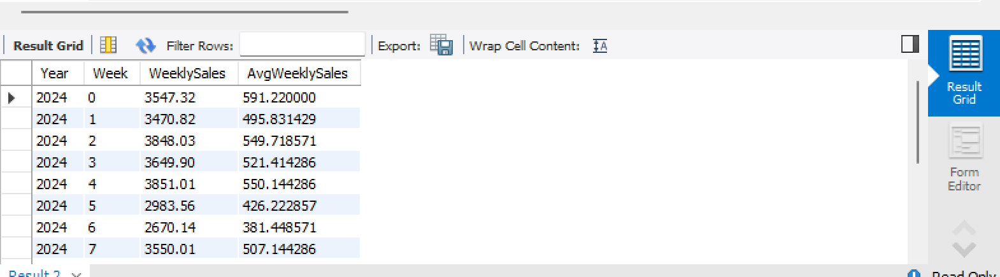 Result Grid Filter Rows: Export: Wrap Cell Content: IA
Year Week WeeklySales AvgWeeklySales
2024 0 3547.32 591.220000
2024 1 3470.82 495.831429
2024 2 3848.03 549.718571
2024 3 3649.90 521.414286
2024 4 3851.01 550.144286
2024 5 2983.56 426.222857
2024 6 2670.14 381.448571
2024 7 3550.01 507.144286
Result
Grid
Form
Editor
Result 2
Read Only